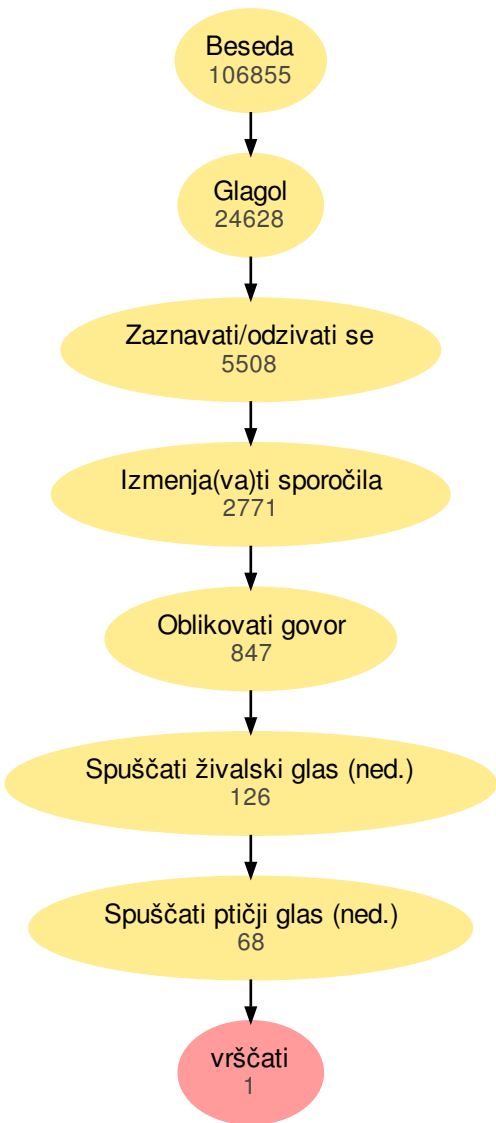 Beseda
106855
Glagol
24628
Zaznavati/odzivati se
5508
Izmenja(va)ti sporočila
2771
Oblikovati govor
847
Spuščati živalski glas (ned.)
126
Spuščati ptičji glas (ned.)
68
vrščati
1